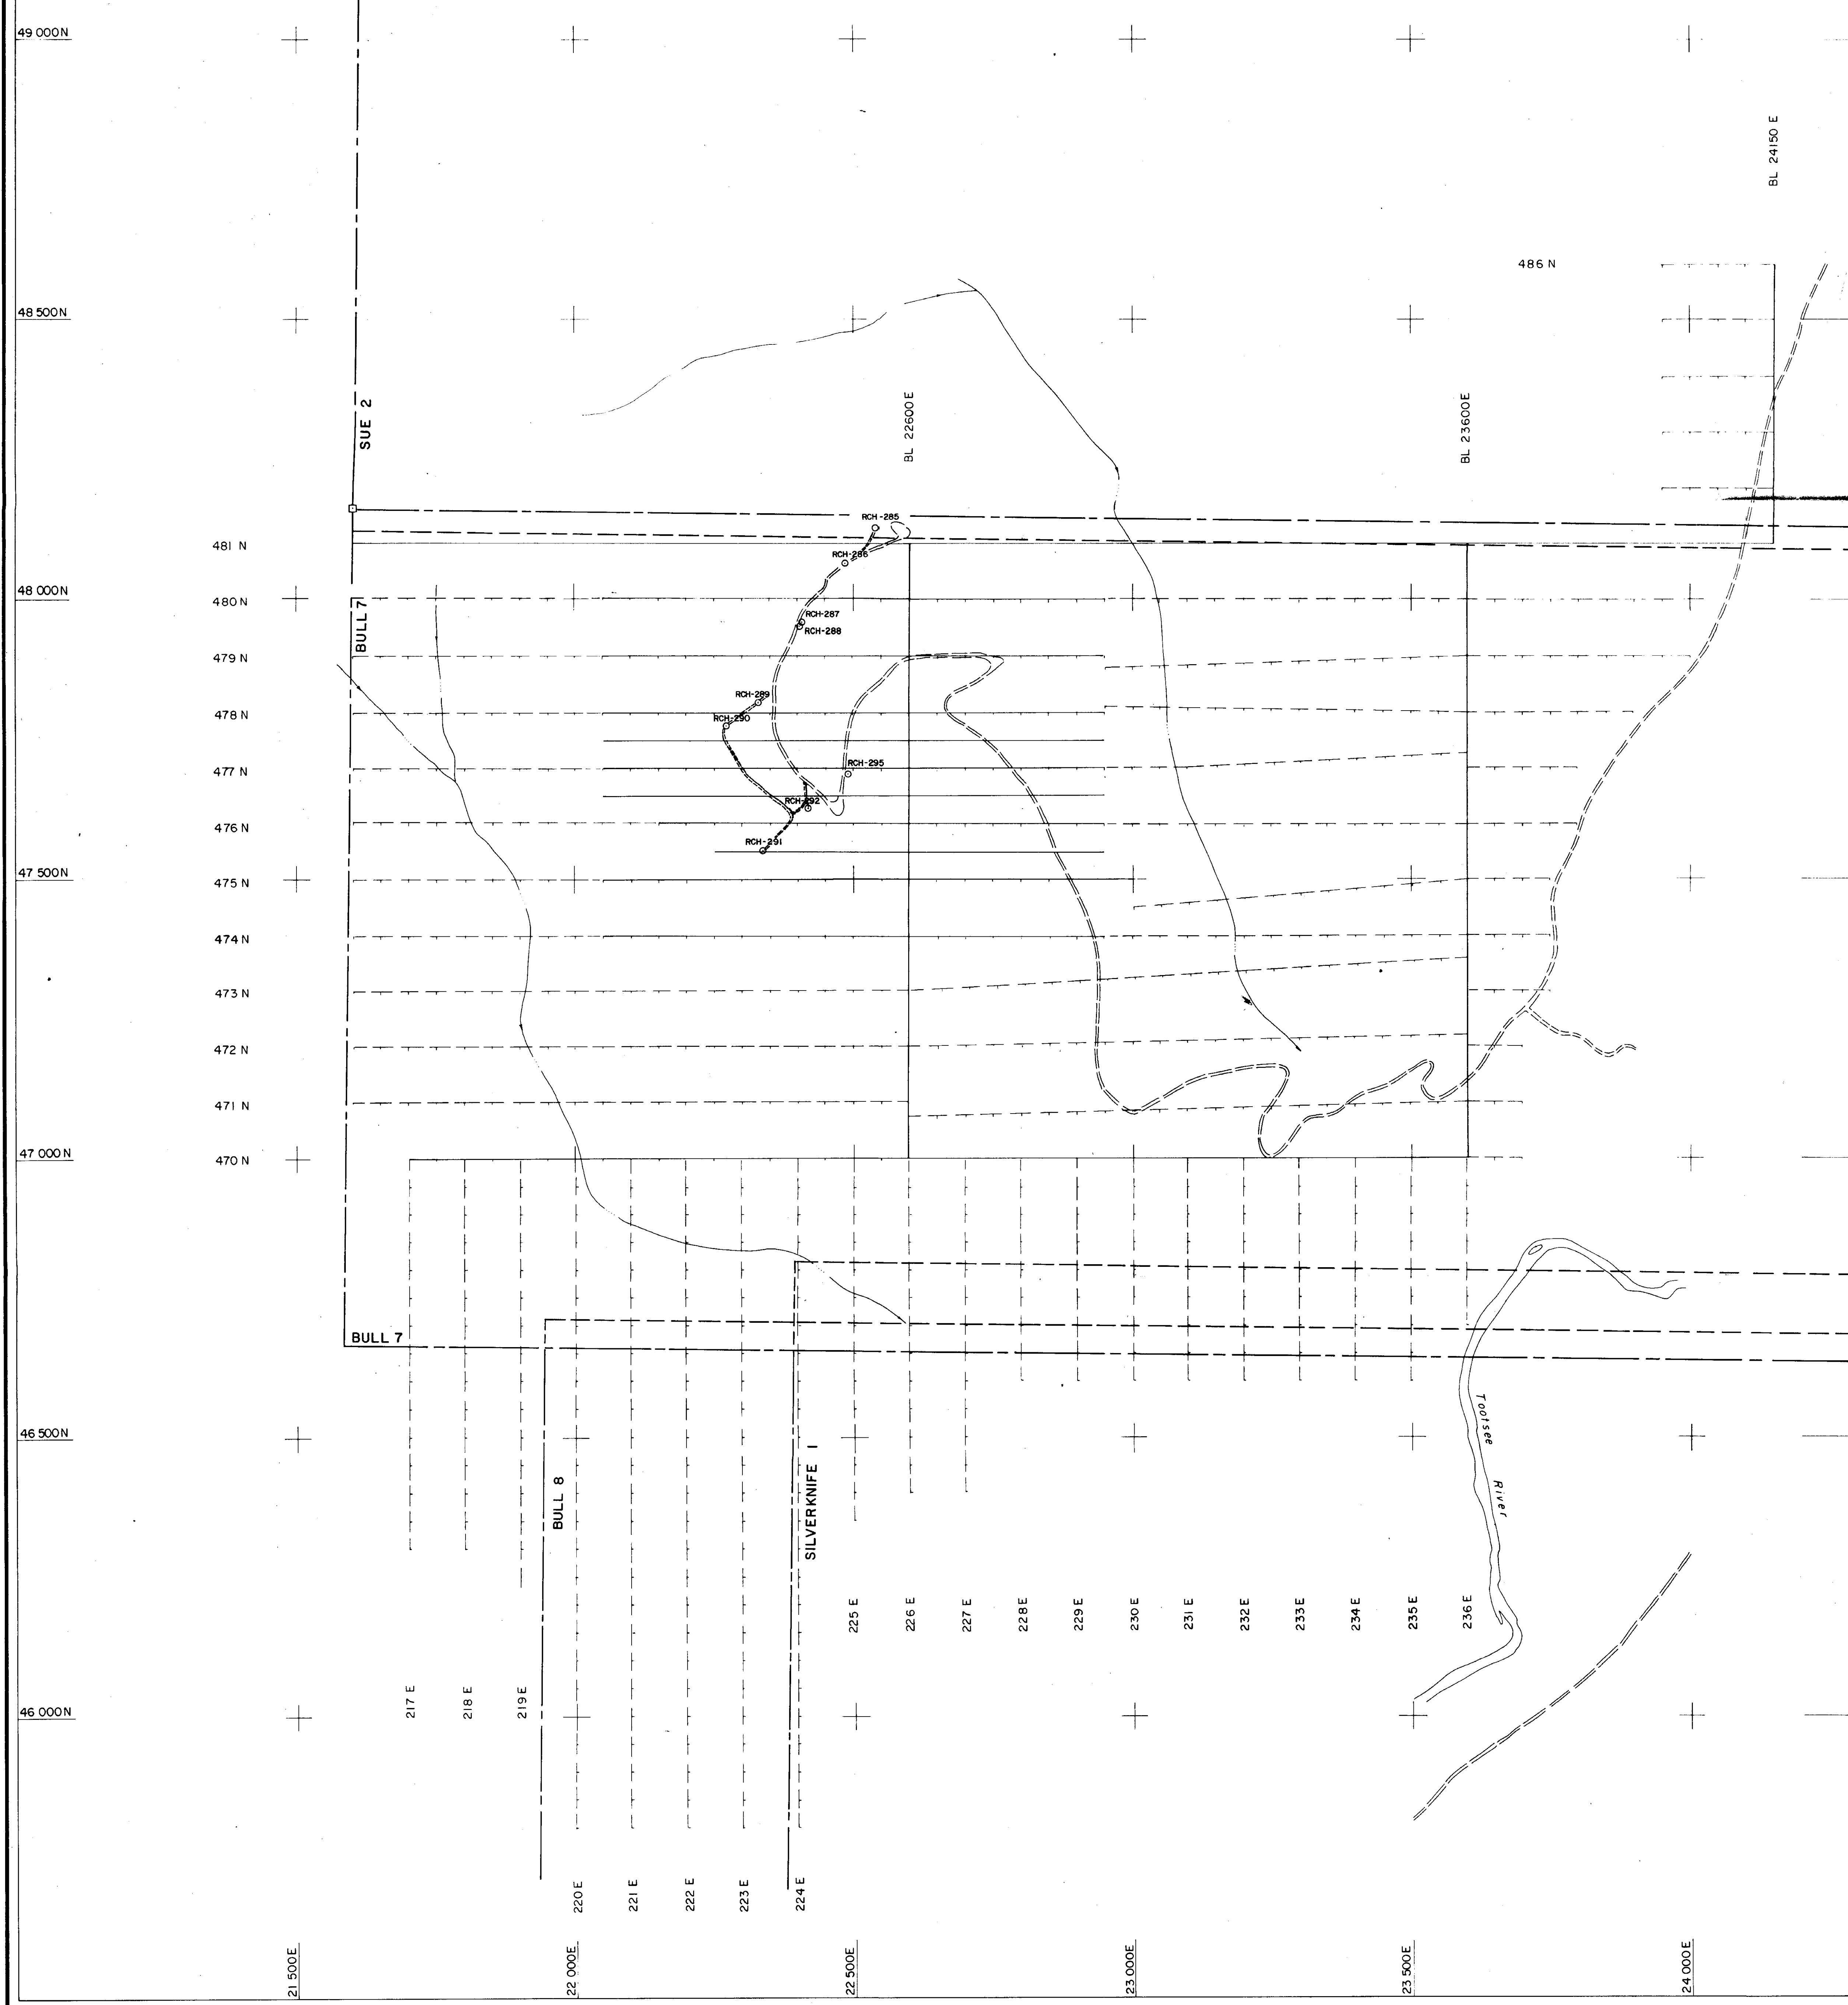 49 000N
BL 24150 E
486 N
48 500N
SUE 2
BL 22600E
BL 23600E
RCH-285
481 N
RCH-286
48 000N
480 N
BULL 7
RCH-287
RCH-288
479 N
RCH-289
478 N
RCH-290
477 N
RCH-295
RCH-292
476 N
RCH-291
47 500N
475 N
474 N
473 N
472 N
471 N
47 000N
470 N
BULL 7
46 500N
Tootsee
River
BULL 8
SILVERKNIFE 1
225 E
226 E
227 E
228 E
229 E
230 E
231 E
232 E
233 E
234 E
235 E
236 E
217 E
218 E
219 E
46 000N
220 E
221 E
222 E
223 E
224 E
21 500E
22 000E
22 500E
23 000E
23 500E
24 000E